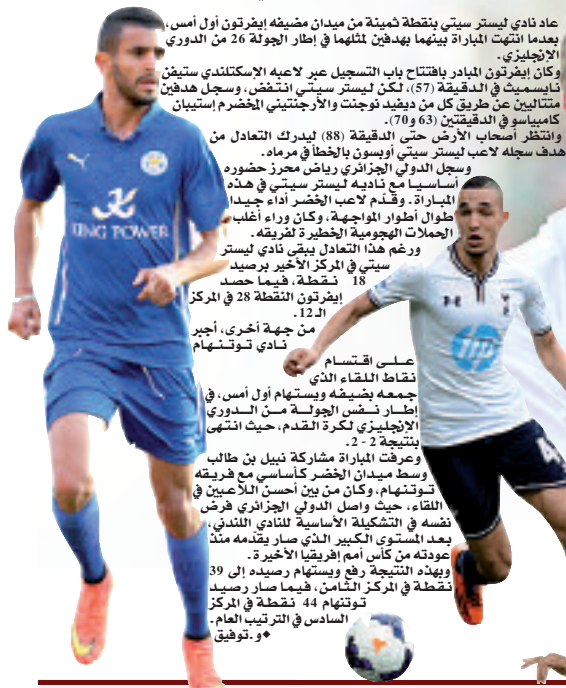 عاد نادي ليستر سيتي بنقطة ثمينة من ميدان مضيفه إيفرتون أول أمس،
بعدما انتهت المباراة بينهما بهدفين لمثلهما في إطار الجولة 26 من الدوري
الإنجليزي.
وكان إيفرتون المبادر بافتتاح باب التسجيل عبر لاعبه الإسكتلندي ستيفن
نايسميث في الدقيقة (57)، لكن ليستر سيتي انتفض، وسجل هدفين
متتاليين عن طريق كل من ديفيد نوجنت والأرجنتيني المخضرم إستيبان
كامبياسو في الدقيقتين (63 و70).
وانتظر أصحاب الأرض حتى الدقيقة (88) ليدرك التعادل من
هدف سجله لاعب ليستر سيتي أوبسون بالخطأ في مرماه.
وسجل الدولي الجزائري رياض محرز حضوره
أساسيا مع ناديه ليستر سيتي في هذه
المباراة. وقدم لاعب الخضر أداء جيدا
طوال أطوار المواجهة، وكان وراء أغلب
الحملات الهجومية الخطيرة لفريقه.
ورغم هذا التعادل يبقى نادي ليستر
سيتي في المركز الأخير برصيد
18 نقطة، فيما حصد
إيفرتون النقطة 28 في المركز
الـ12.
من جهة أخرى، أجبر
نادي توتنهام
على اقتسام
نقاط اللقاء الذي
جمعه بضيفه ويستهام أول أمس، في
إطار نفس الجولة من الدوري
الإنجليزي لكرة القدم، حيث انتهى
بنتيجة 2 - 2.
وعرفت المباراة مشاركة نبيل بن طالب
وسط ميدان الخضر كأساسي مع فريقه
توتنهام، وكان من بين أحسن اللاعبين في
اللقاء، حيث واصل الدولي الجزائري فرض
نفسه في التشكيلة الأساسية للنادي اللندني،
بعد المستوى الكبير الذي صار يقدمه منذ
عودته من كأس أمم إفريقيا الأخيرة.
وبهذه النتيجة رفع ويستهام رصيده إلى 39
نقطة في المركز الثامن، فيما صار رصيد
توتنهام 44 نقطة في المركز
السادس في الترتيب العام.
◆و.توفيق
KING POWER
hp